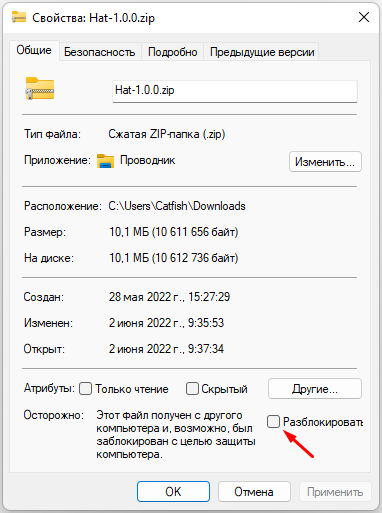 Свойства: Hat-1.0.0.zip
Общие Безопасность Подробно Предыдущие версии
Hat-1.0.0.zip
Тип файла: Сжатая ZIP-папка (.zip)
Приложение: Проводник Изменить...
Расположение: C:\Users\Catfish\Downloads
Размер: 10,1 МБ (10 611 656 байт)
На диске: 10,1 МБ (10 612 736 байт)
Создан: 28 мая 2022 г., 15:27:29
Изменен: 2 июня 2022 г., 9:35:53
Открыт: 2 июня 2022 г., 9:37:34
Атрибуты: Только чтение Скрытый Другие...
Осторожно: Этот файл получен с другого Разблокировать
компьютера и, возможно, был
заблокирован с целью защиты
компьютера.
OK Отмена Применить